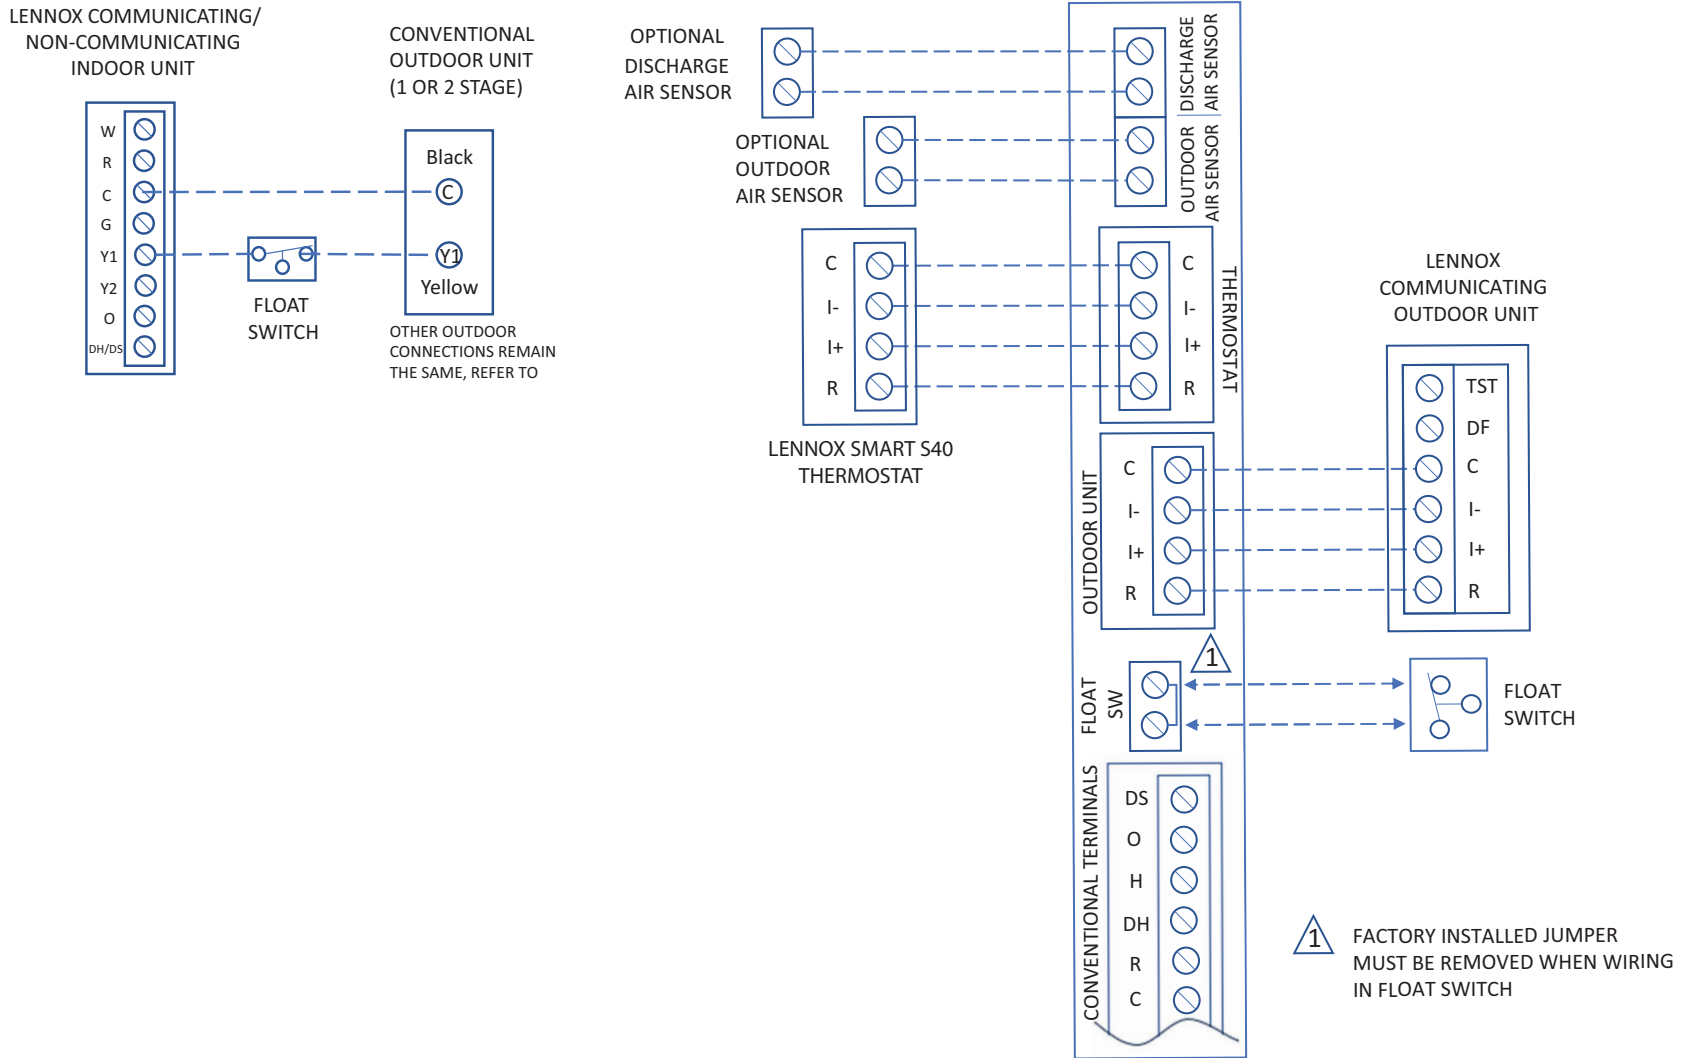 LENNOX COMMUNICATING/
NON-COMMUNICATING
INDOOR UNIT
W
R
C
G
Y1
Y2
O
DH/DS
CONVENTIONAL
OUTDOOR UNIT
(1 OR 2 STAGE)
Black
C
Y1
Yellow
FLOAT
SWITCH
OTHER OUTDOOR
CONNECTIONS REMAIN
THE SAME, REFER TO
OPTIONAL
DISCHARGE
AIR SENSOR
DISCHARGE
AIR SENSOR
OPTIONAL
OUTDOOR
AIR SENSOR
OUTDOOR
AIR SENSOR
C
I-
I+
R
LENNOX SMART S40
THERMOSTAT
C
I-
I+
R
THERMOSTAT
OUTDOOR UNIT
C
I-
I+
R
LENNOX
COMMUNICATING
OUTDOOR UNIT
TST
DF
C
I-
I+
R
1
FLOAT
SW
FLOAT
SWITCH
CONVENTIONAL TERMINALS
DS
O
H
DH
R
C
1
FACTORY INSTALLED JUMPER
MUST BE REMOVED WHEN WIRING
IN FLOAT SWITCH